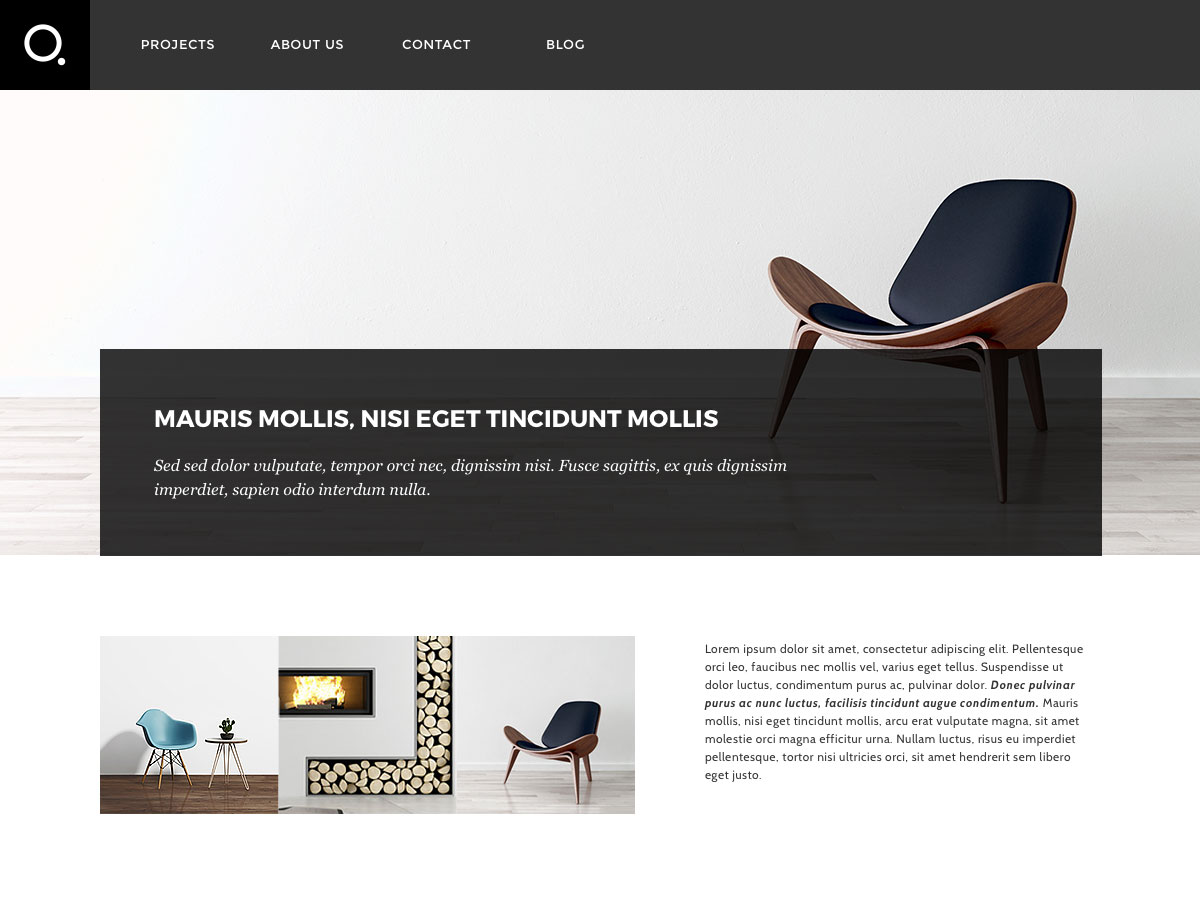 PROJECTS ABOUT US CONTACT BLOG
MAURIS MOLLIS, NISI EGET TINCIDUNT MOLLIS
Sed sed dolor vulputate, tempor orci nec, dignissim nisi. Fusce sagittis, ex quis dignissim
imperdiet, sapien odio interdum nulla.
Lorem ipsum dolor sit amet, consectetur adipiscing elit. Pellentesque
orci leo, faucibus nec mollis vel, varius eget tellus. Suspendisse ut
dolor luctus, condimentum purus ac, pulvinar dolor. Donec pulvinar
purus ac nunc luctus, facilisis tincidunt augue condimentum. Mauris
mollis, nisi eget tincidunt mollis, arcu erat vulputate magna, sit amet
molestie orci magna efficitur urna. Nullam luctus, risus eu imperdiet
pellentesque, tortor nisi ultricies orci, sit amet hendrerit sem libero
eget justo.